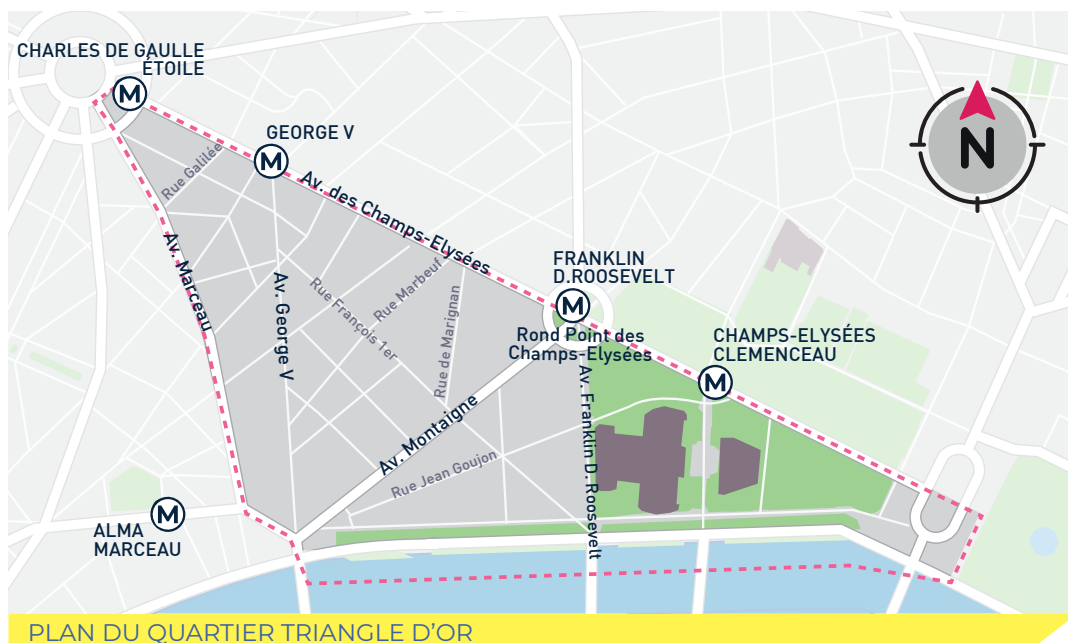 CHARLES DE GAULLE
ÉTOILE
M
GEORGE V
M
Rue Galilée
Av. des Champs-Elysées
N
FRANKLIN
D.ROOSEVELT
M
Av. Marceau
Av. George V
Rue François 1er
Rue Marbeuf
Rue de Marignan
Rond Point des
Champs-Elysées
CHAMPS-ELYSÉES
CLEMENCEAU
M
Av. Montaigne
Av. Franklin D. Roosevelt
Rue Jean Goujon
M
ALMA
MARCEAU
PLAN DU QUARTIER TRIANGLE D'OR